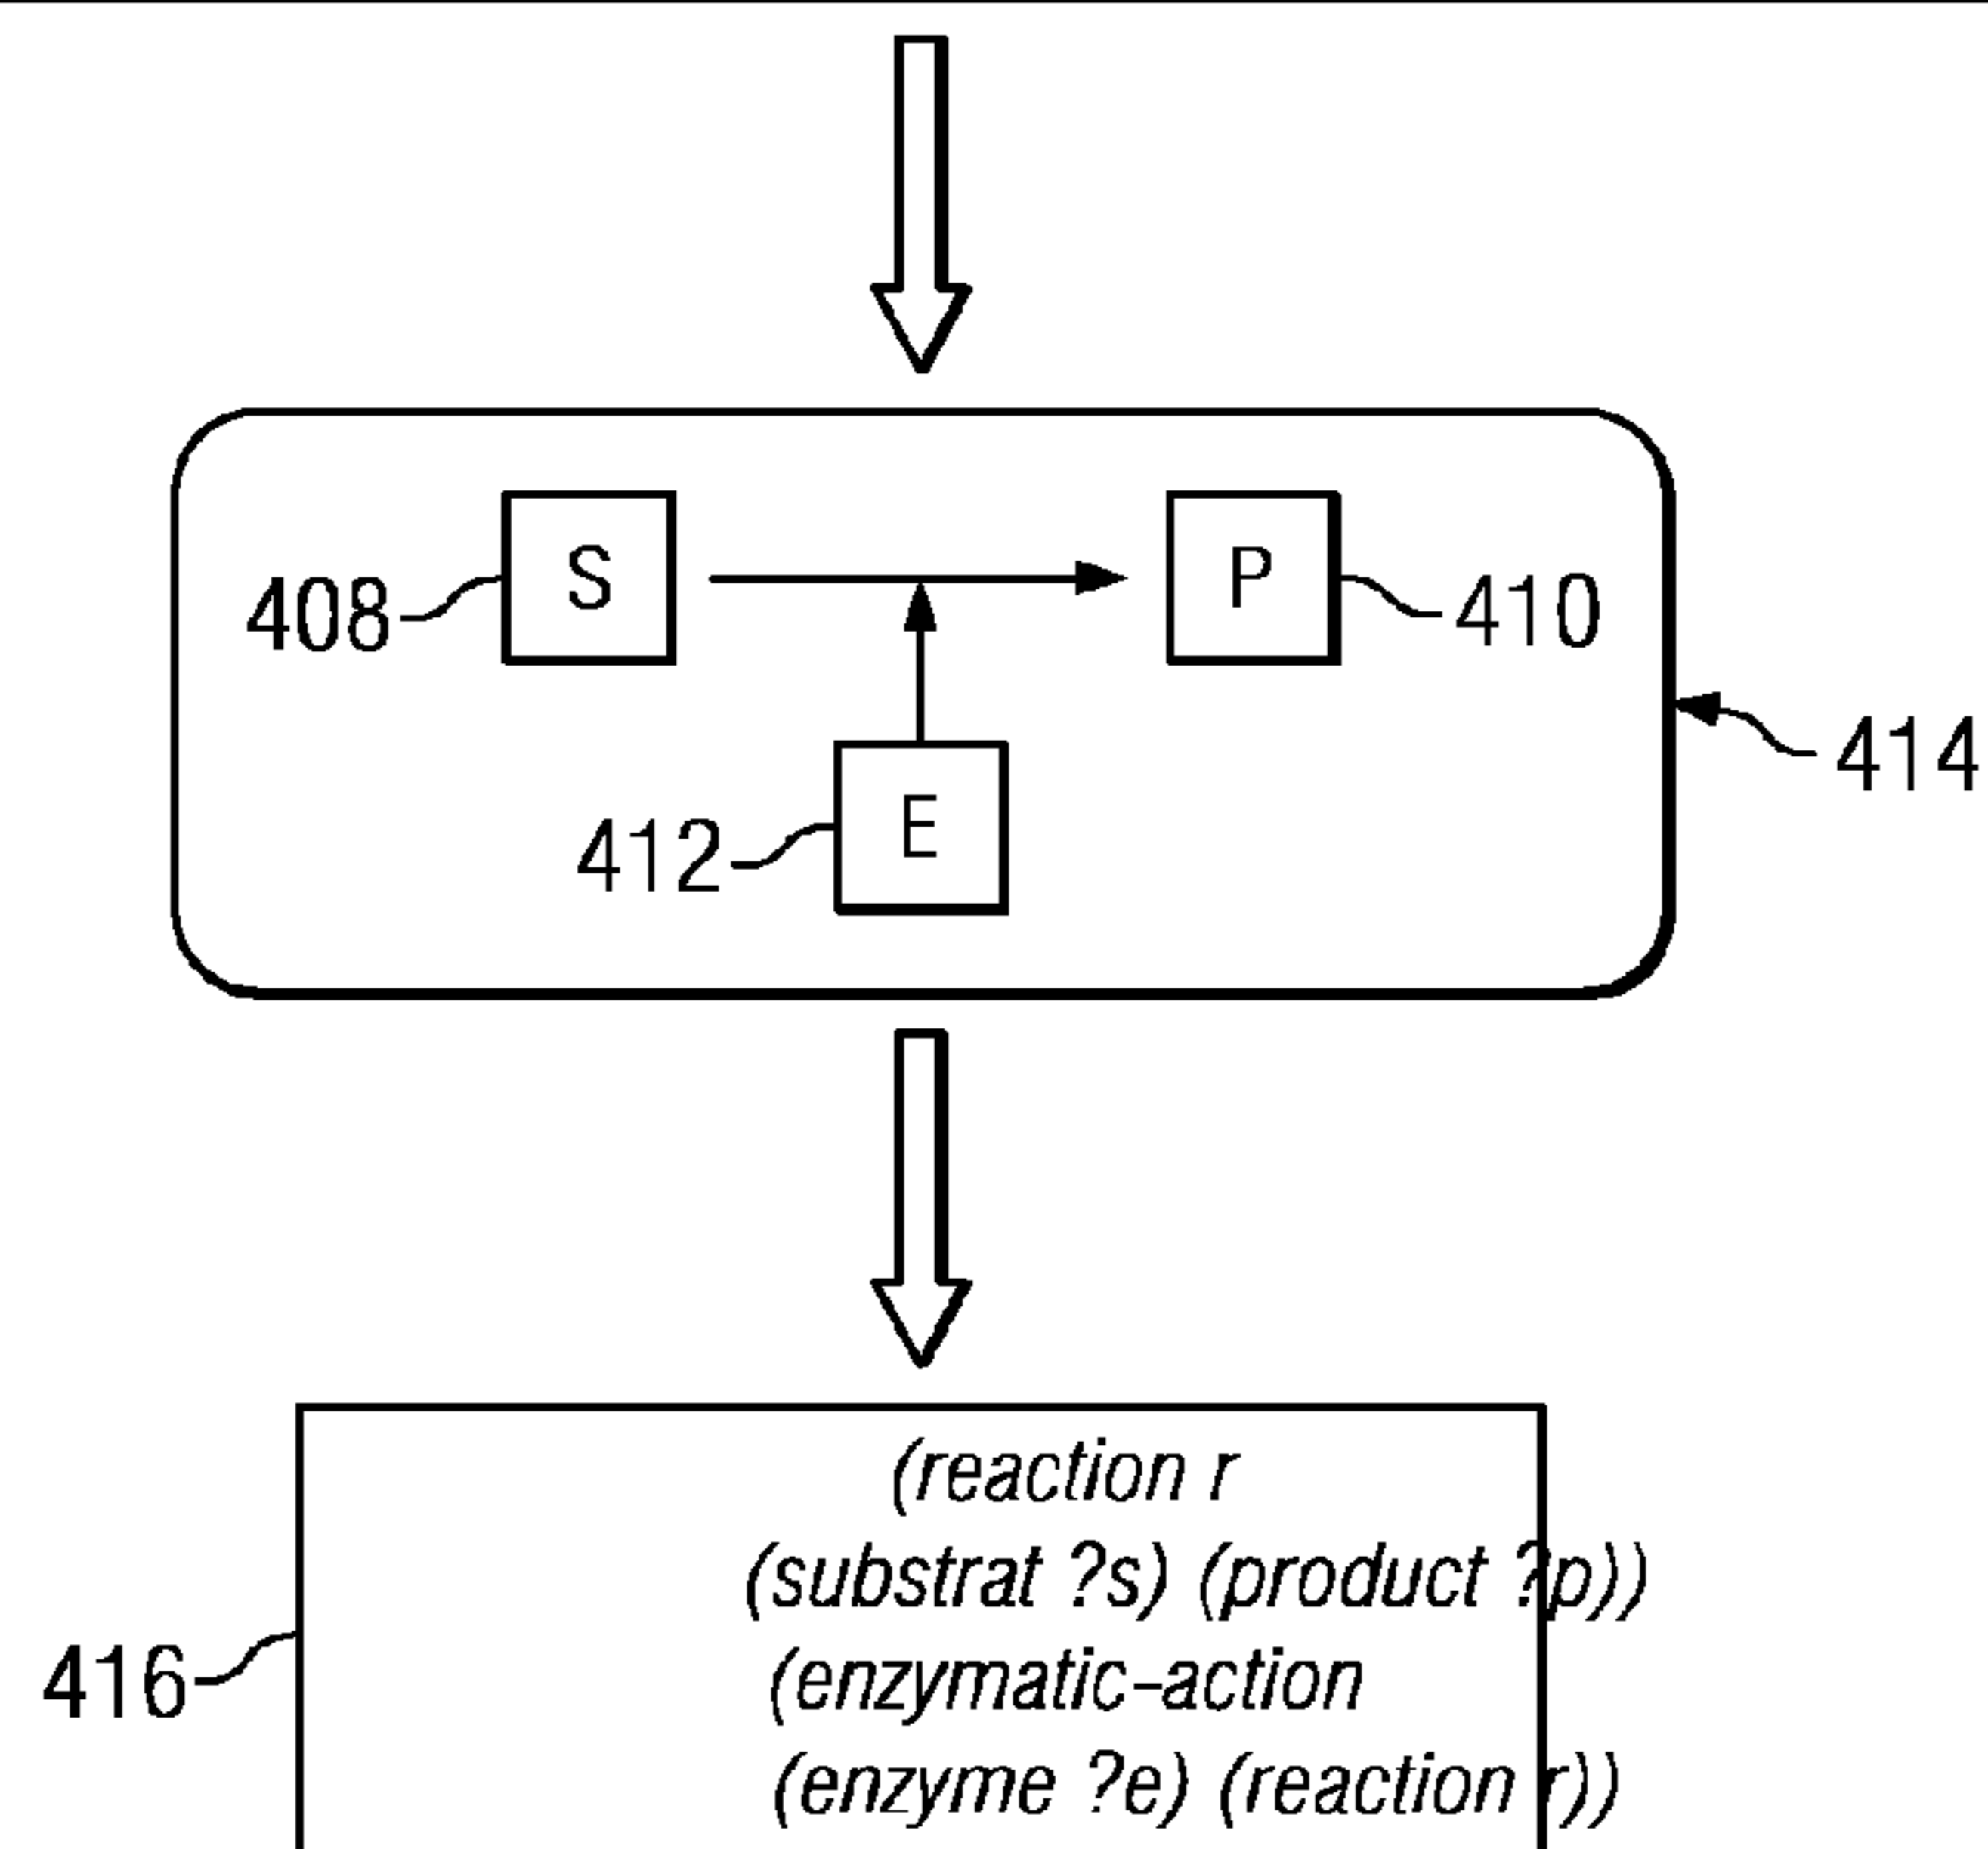 S
P
408
410
414
E
412
(reaction r
(substrat ?s) (product ?p))
(enzymatic-action
416
(enzyme ?e) (reaction r))